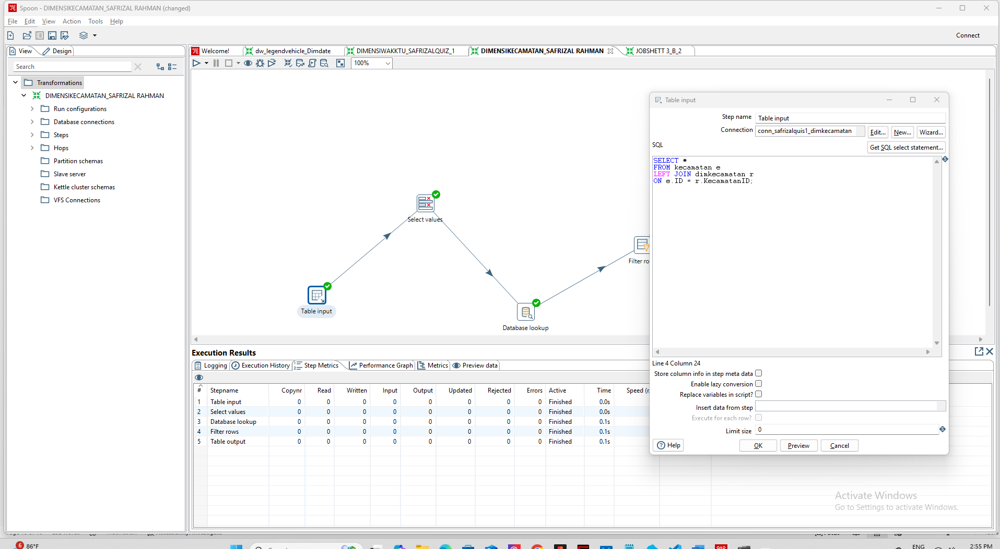 Spoon - DIMENSIKECAMATAN_SAFRIZAL RAHMAN (changed)
File Edit View Action Tools Help
Connect
View Design
Search
Transformations
DIMENSIKECAMATAN_SAFRIZAL RAHMAN
Run configurations
Database connections
Steps
Hops
Partition schemas
Slave server
Kettle cluster schemas
VFS Connections
Welcome! dw_legendvehicle_Dimdate DIMENSIWAKKTU_SAFRIZALQUIZ_1 DIMENSIKECAMATAN_SAFRIZAL RAHMAN JOBSHETT 3_B_2
100%
Select values
Table input
Database lookup
Filter ro
Table input
Step name Table input
Connection conn_safrizalquis1_dimkecamatan Edit... New... Wizard...
SQL
Get SQL select statement...
SELECT *
FROM kecamatan e
LEFT JOIN dimkecamatan r
ON e.ID = r.KecamatanID;
Line 4 Column 24
Store column info in step meta data
Enable lazy conversion
Replace variables in script?
Insert data from step
Execute for each row?
Limit size 0
Help OK Preview Cancel
Execution Results
Logging Execution History Step Metrics Performance Graph Metrics Preview data
# Stepname Copynr Read Written Input Output Updated Rejected Errors Active Time Speed (r
1 Table input 0 0 0 0 0 0 0 0 Finished 0.0s
2 Select values 0 0 0 0 0 0 0 0 Finished 0.0s
3 Database lookup 0 0 0 0 0 0 0 0 Finished 0.1s
4 Filter rows 0 0 0 0 0 0 0 0 Finished 0.1s
5 Table output 0 0 0 0 0 0 0 0 Finished 0.1s
Activate Windows
Go to Settings to activate Windows.
6 86°F
ENG
2:55 PM